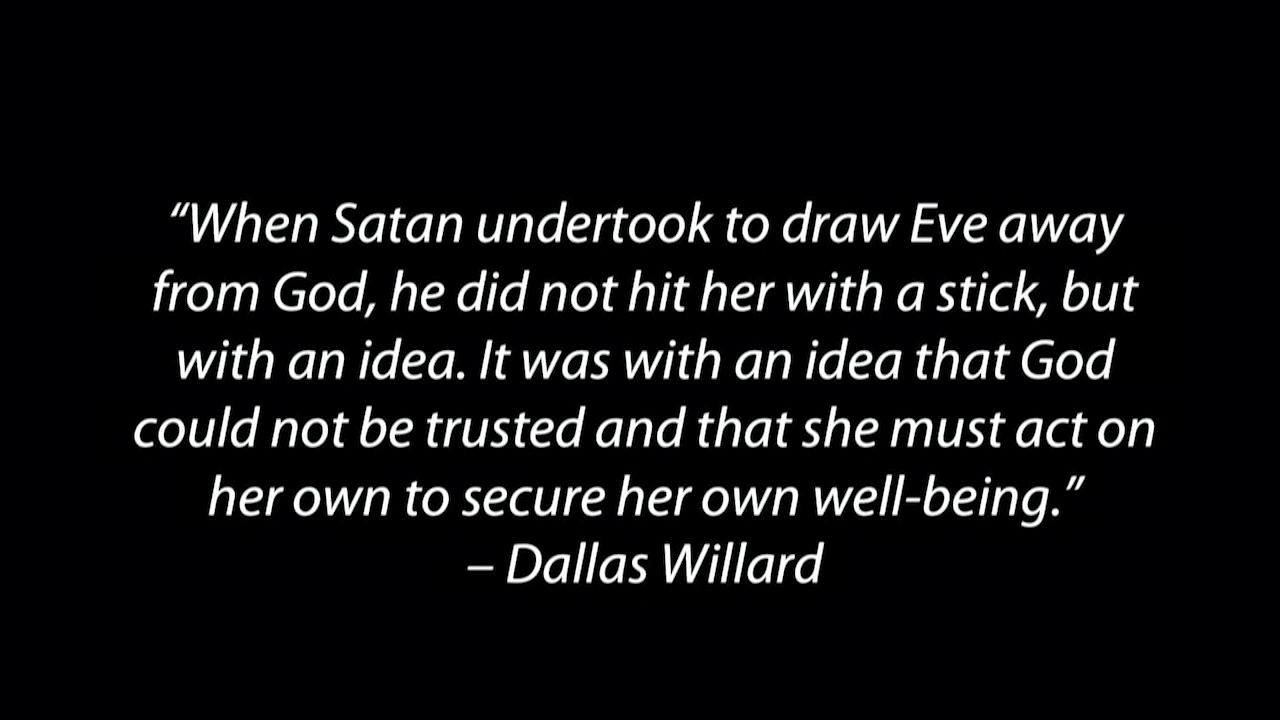 “When Satan undertook to draw Eve away
from God, he did not hit her with a stick, but
with an idea. It was with an idea that God
could not be trusted and that she must act on
her own to secure her own well-being.”
– Dallas Willard